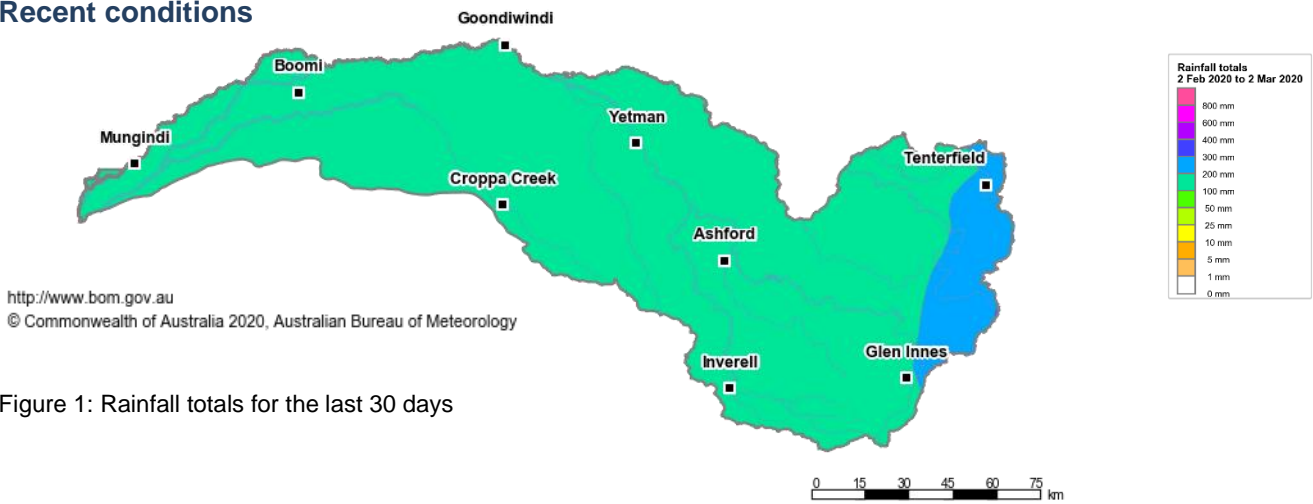 Recent conditions
Goondiwindi
Boomi
Yetman
Mungindi
Tenterfield
Croppa Creek
Ashford
Glen Innes
Inverell
Rainfall totals
2 Feb 2020 to 2 Mar 2020
800 mm
600 mm
400 mm
300 mm
200 mm
100 mm
50 mm
25 mm
10 mm
5 mm
1 mm
0 mm
http://www.bom.gov.au
© Commonwealth of Australia 2020, Australian Bureau of Meteorology
Figure 1: Rainfall totals for the last 30 days
0 15 30 45 60 75
km